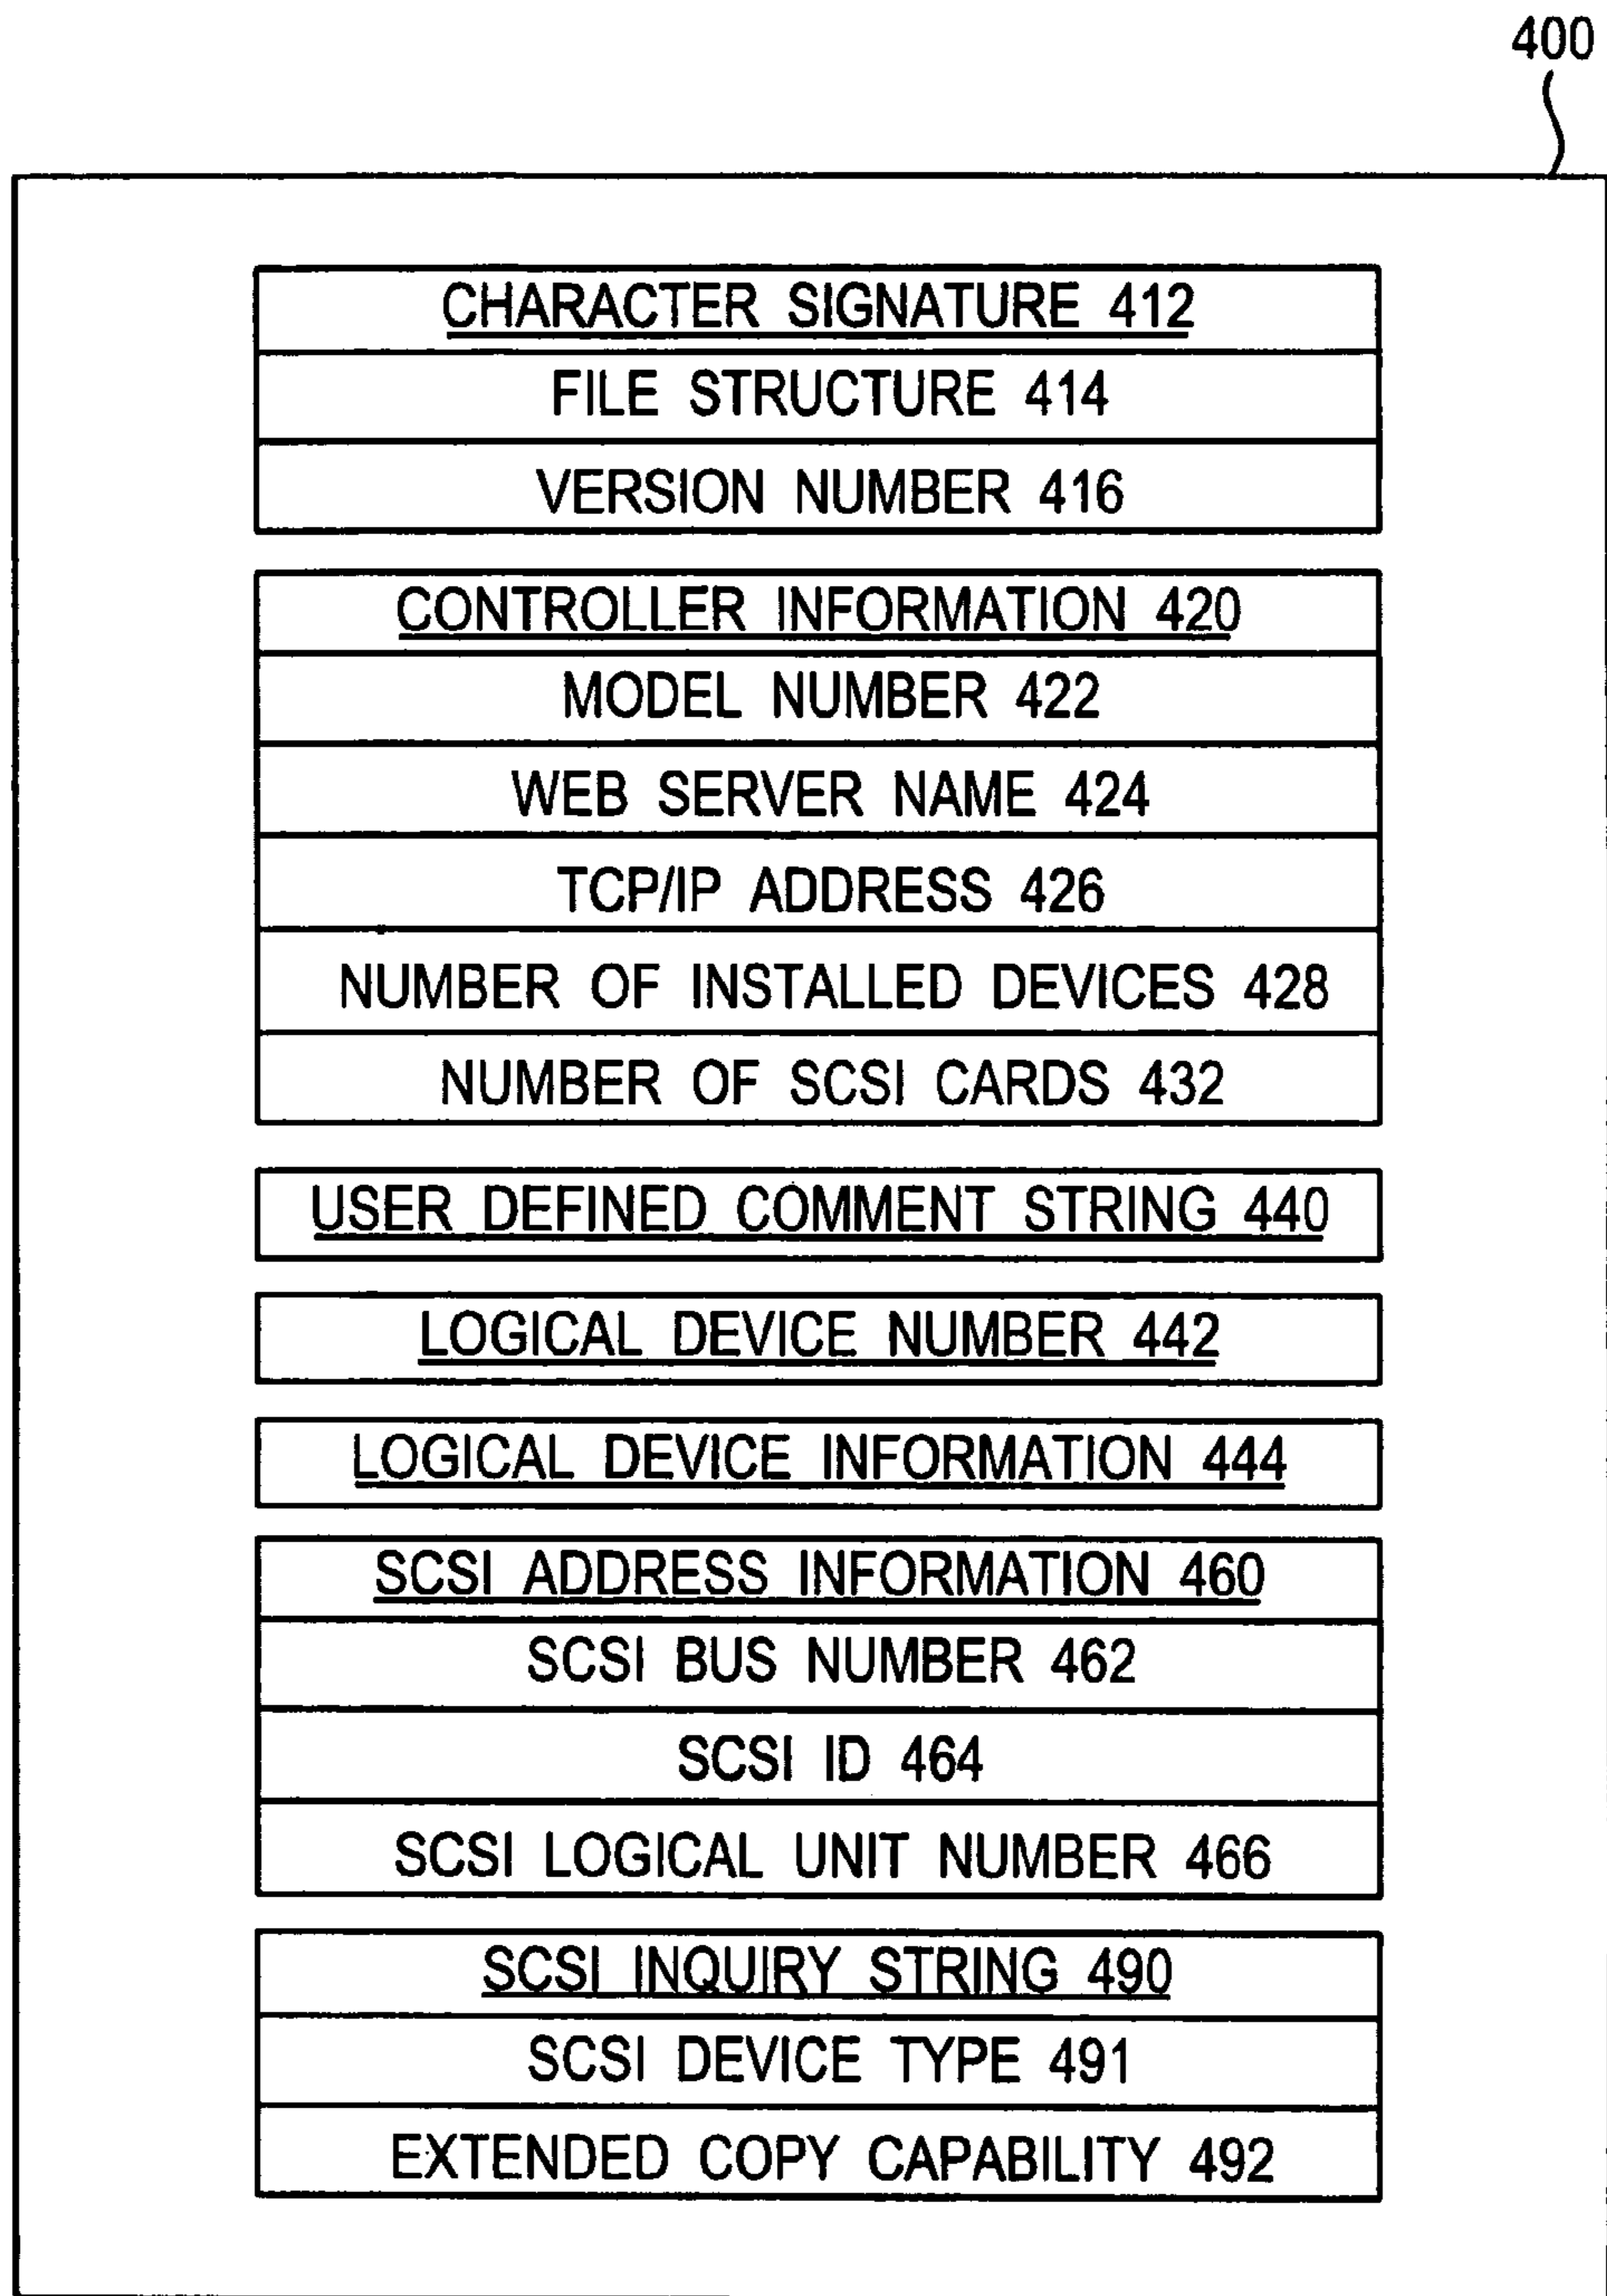 400
CHARACTER SIGNATURE 412
FILE STRUCTURE 414
VERSION NUMBER 416
CONTROLLER INFORMATION 420
MODEL NUMBER 422
WEB SERVER NAME 424
TCP/IP ADDRESS 426
NUMBER OF INSTALLED DEVICES 428
NUMBER OF SCSI CARDS 432
USER DEFINED COMMENT STRING 440
LOGICAL DEVICE NUMBER 442
LOGICAL DEVICE INFORMATION 444
SCSI ADDRESS INFORMATION 460
SCSI BUS NUMBER 462
SCSI ID 464
SCSI LOGICAL UNIT NUMBER 466
SCSI INQUIRY STRING 490
SCSI DEVICE TYPE 491
EXTENDED COPY CAPABILITY 492